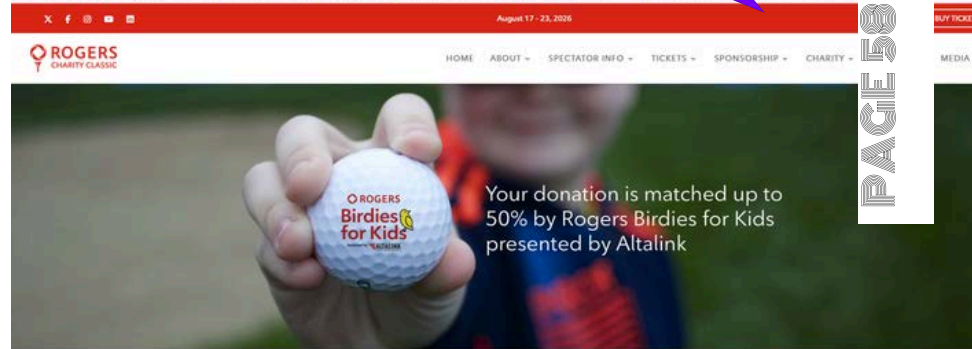 August 17 - 23, 2026
BUY TICKE
ROGERS
CHARITY CLASSIC
HOME ABOUT SPECTATOR INFO TICKETS SPONSORSHIP CHARITY MEDIA
PAGE 58
ROGERS
Birdies
for Kids
ALTALINK
Your donation is matched up to
50% by Rogers Birdies for Kids
presented by Altalink